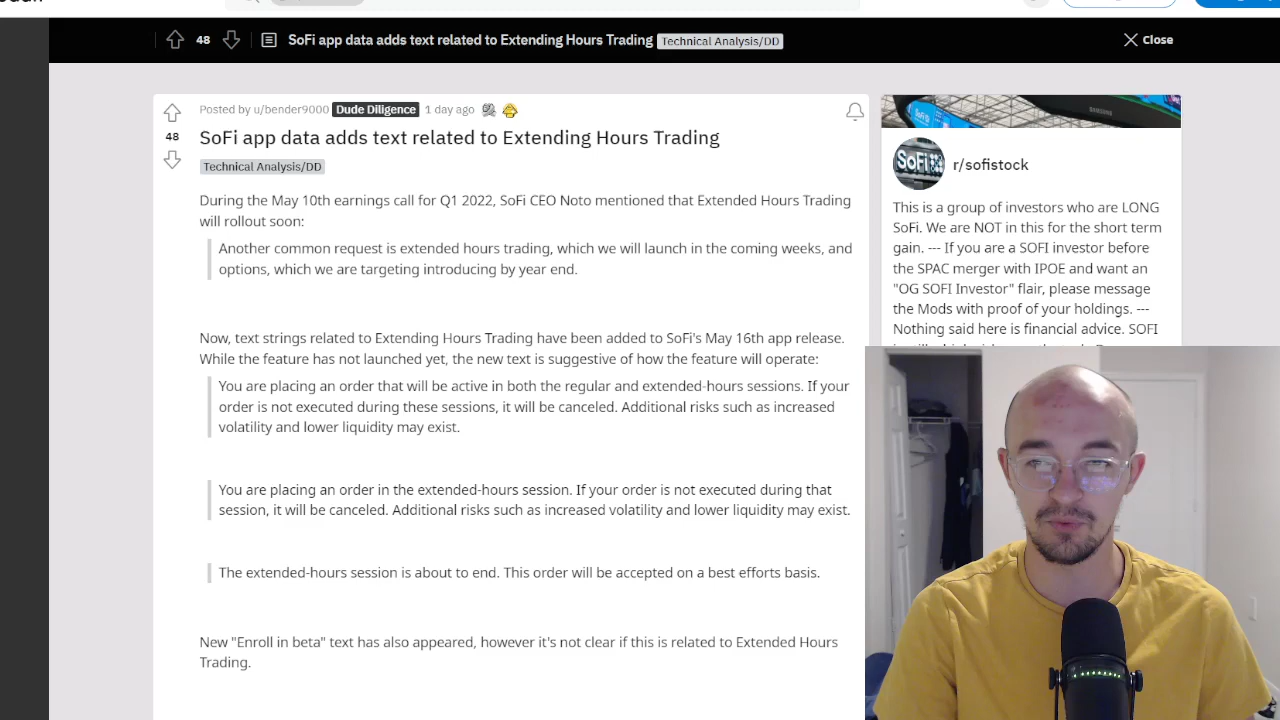 48
SoFi app data adds text related to Extending Hours Trading
Technical Analysis/DD
Close
Posted by u/bender9000 Dude Diligence 1 day ago
48
SoFi app data adds text related to Extending Hours Trading
Technical Analysis/DD
During the May 10th earnings call for Q1 2022, SoFi CEO Noto mentioned that Extended Hours Trading
will rollout soon:
Another common request is extended hours trading, which we will launch in the coming weeks, and
options, which we are targeting introducing by year end.
Now, text strings related to Extending Hours Trading have been added to SoFi's May 16th app release.
While the feature has not launched yet, the new text is suggestive of how the feature will operate:
You are placing an order that will be active in both the regular and extended-hours sessions. If your
order is not executed during these sessions, it will be canceled. Additional risks such as increased
volatility and lower liquidity may exist.
You are placing an order in the extended-hours session. If your order is not executed during that
session, it will be canceled. Additional risks such as increased volatility and lower liquidity may exist.
The extended-hours session is about to end. This order will be accepted on a best efforts basis.
New "Enroll in beta" text has also appeared, however it's not clear if this is related to Extended Hours
Trading.
SAMSUNG
SoFi
r/sofistock
This is a group of investors who are LONG
SoFi. We are NOT in this for the short term
gain. --- If you are a SOFI investor before
the SPAC merger with IPOE and want an
"OG SOFI Investor" flair, please message
the Mods with proof of your holdings. ---
Nothing said here is financial advice. SOFI